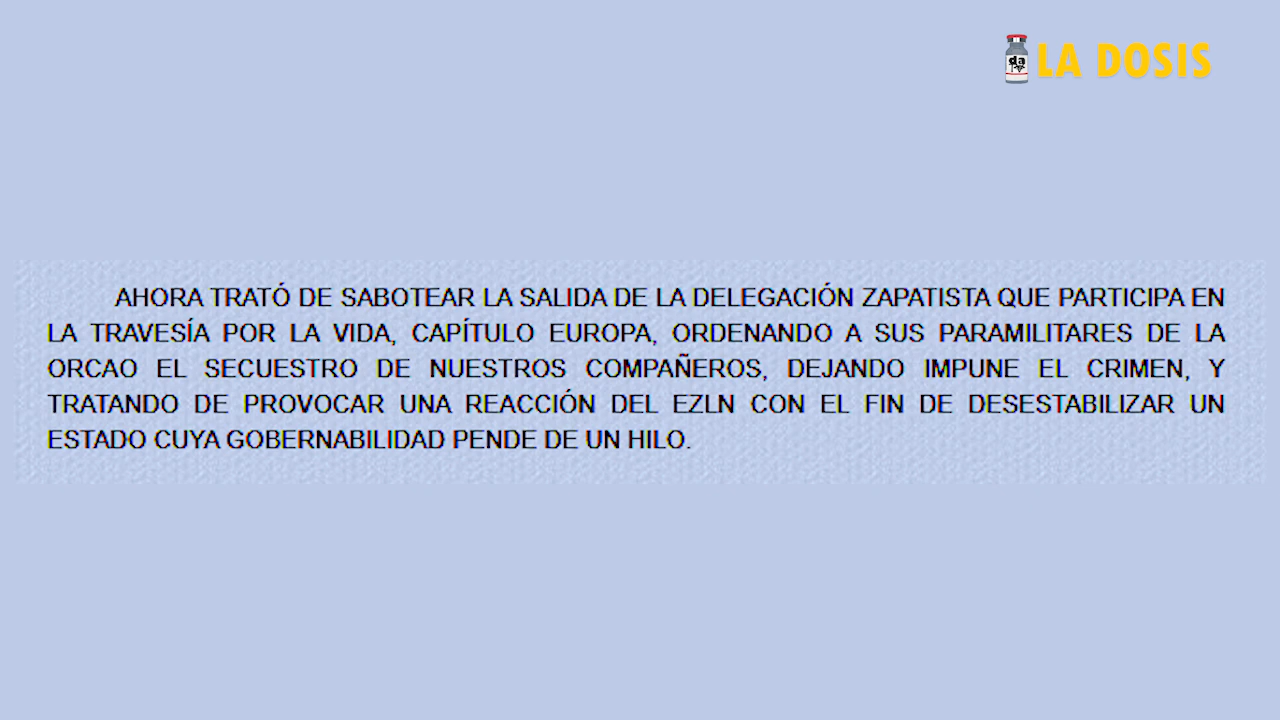 da
LA DOSIS
AHORA TRATÓ DE SABOTEAR LA SALIDA DE LA DELEGACIÓN ZAPATISTA QUE PARTICIPA EN
LA TRAVESÍA POR LA VIDA, CAPÍTULO EUROPA, ORDENANDO A SUS PARAMILITARES DE LA
ORCAO EL SECUESTRO DE NUESTROS COMPAÑEROS, DEJANDO IMPUNE EL CRIMEN, Y
TRATANDO DE PROVOCAR UNA REACCIÓN DEL EZLN CON EL FIN DE DESESTABILIZAR UN
ESTADO CUYA GOBERNABILIDAD PENDE DE UN HILO.